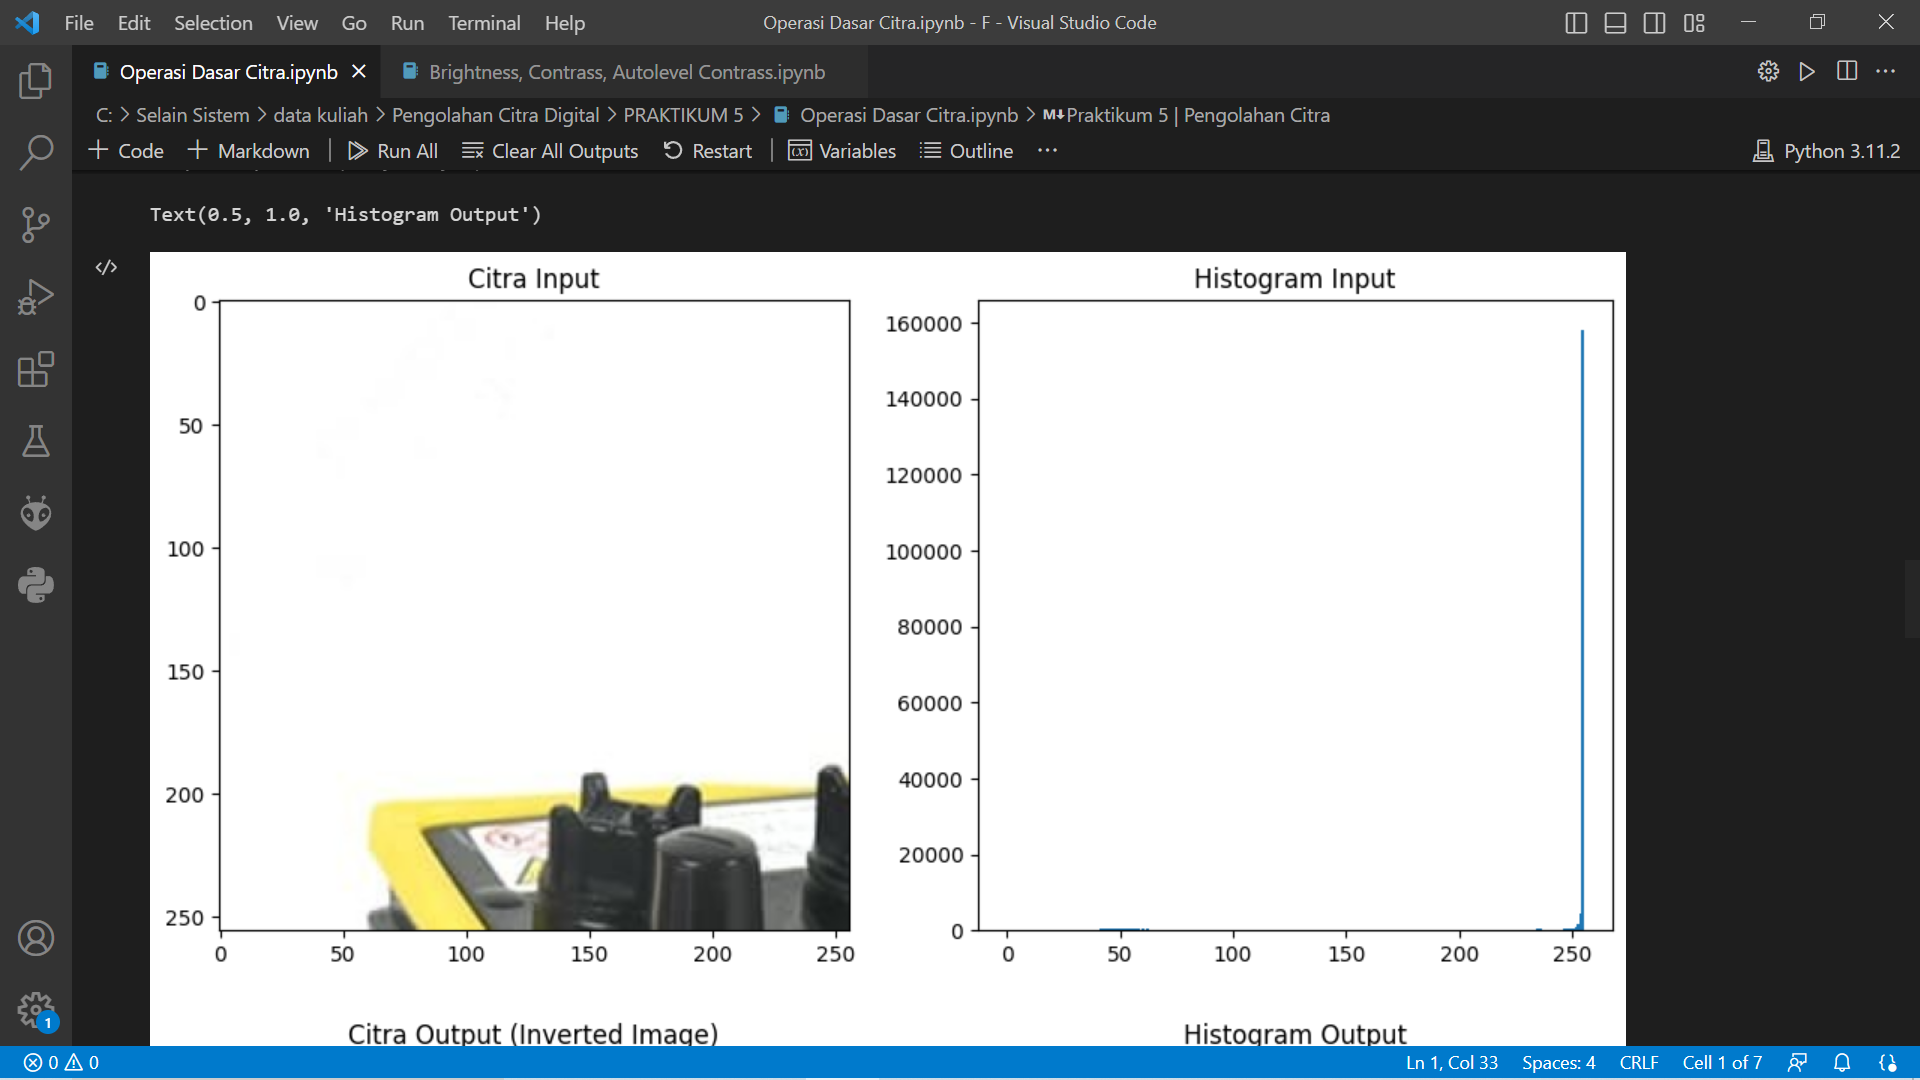 File Edit Selection View Go Run Terminal Help
Operasi Dasar Citra.ipynb - F - Visual Studio Code
Operasi Dasar Citra.ipynb
Brightness, Contrass, Autolevel Contrass.ipynb
C: > Selain Sistem > data kuliah > Pengolahan Citra Digital > PRAKTIKUM 5 > Operasi Dasar Citra.ipynb > M↓Praktikum 5 | Pengolahan Citra
+ Code + Markdown | Run All Clear All Outputs Restart | Variables Outline ...
Python 3.11.2
Text(0.5, 1.0, 'Histogram Output')
Citra Input
0
50
100
150
200
250
0 50 100 150 200 250
Histogram Input
160000
140000
120000
100000
80000
60000
40000
20000
0
0 50 100 150 200 250
Citra Output (Inverted Image)
Histogram Output
1
0 0
Ln 1, Col 33 Spaces: 4 CRLF Cell 1 of 7